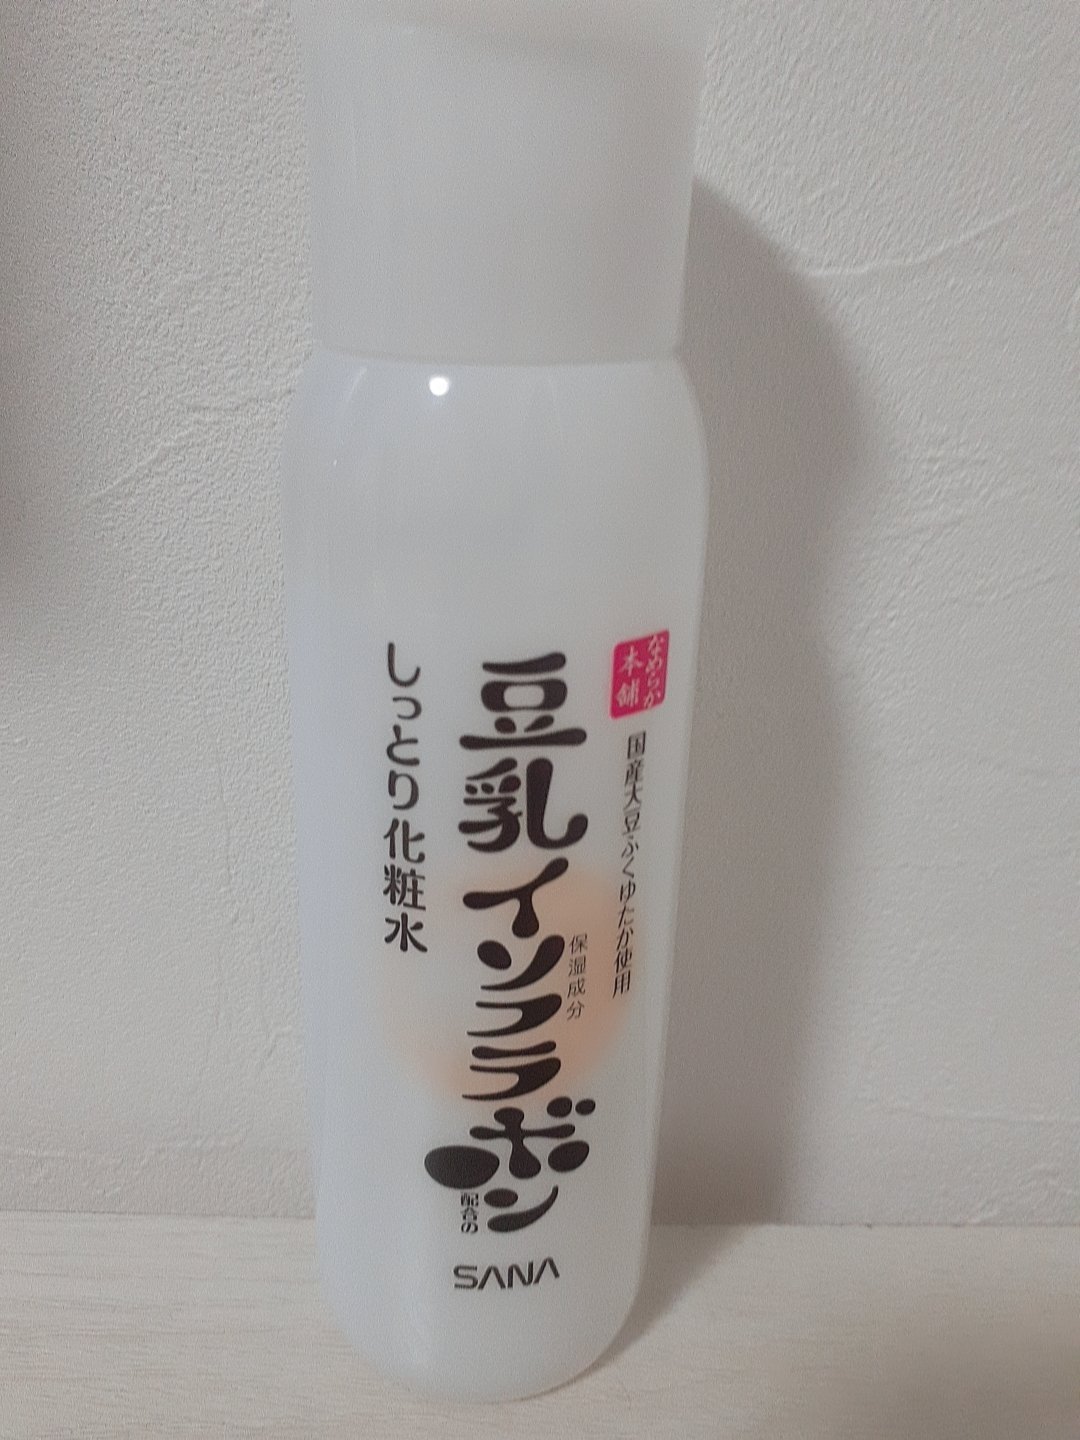 なめらか
本舗
国産大豆ふくゆたか使用
豆乳イソフラボン
保湿成分
配合の
しっとり化粧水
SANA